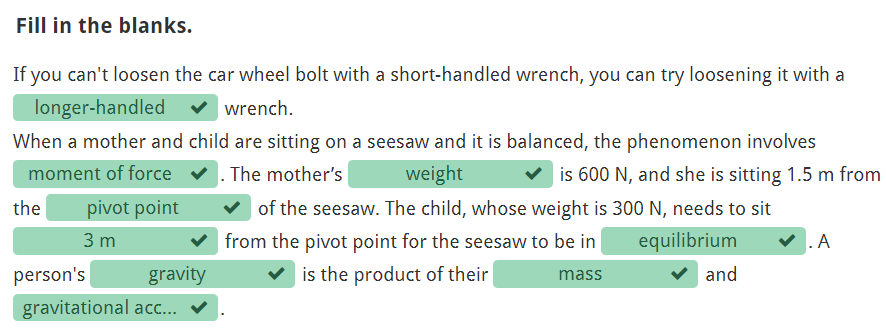 Fill in the blanks.
If you can't loosen the car wheel bolt with a short-handled wrench, you can try loosening it with a
longer-handled ✔ wrench.
When a mother and child are sitting on a seesaw and it is balanced, the phenomenon involves
moment of force ✔ . The mother’s weight ✔ is 600 N, and she is sitting 1.5 m from
the pivot point ✔ of the seesaw. The child, whose weight is 300 N, needs to sit
3 m ✔ from the pivot point for the seesaw to be in equilibrium ✔ . A
person's gravity ✔ is the product of their mass ✔ and
gravitational acc... ✔ .